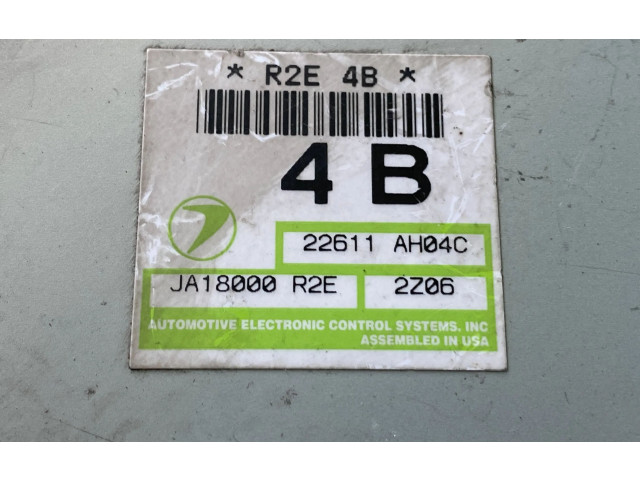 * R2E 4B *
4 B
22611 AH04C
JA18000 R2E 2Z06
AUTOMOTIVE ELECTRONIC CONTROL SYSTEMS, INC
ASSEMBLED IN USA